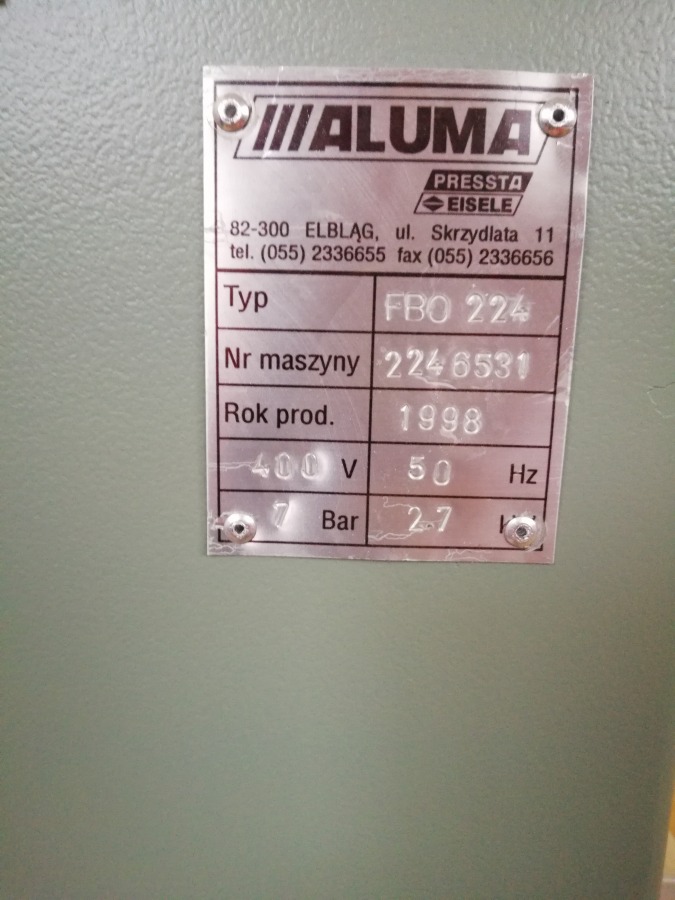 ///ALUMA
PRESSTA
EISELE
82-300 ELBLĄG, ul. Skrzydlata 11
tel. (055) 2336655 fax (055) 2336656
Typ FBO 224
Nr maszyny 2246531
Rok prod. 1998
400 V 50 Hz
7 Bar 2.7